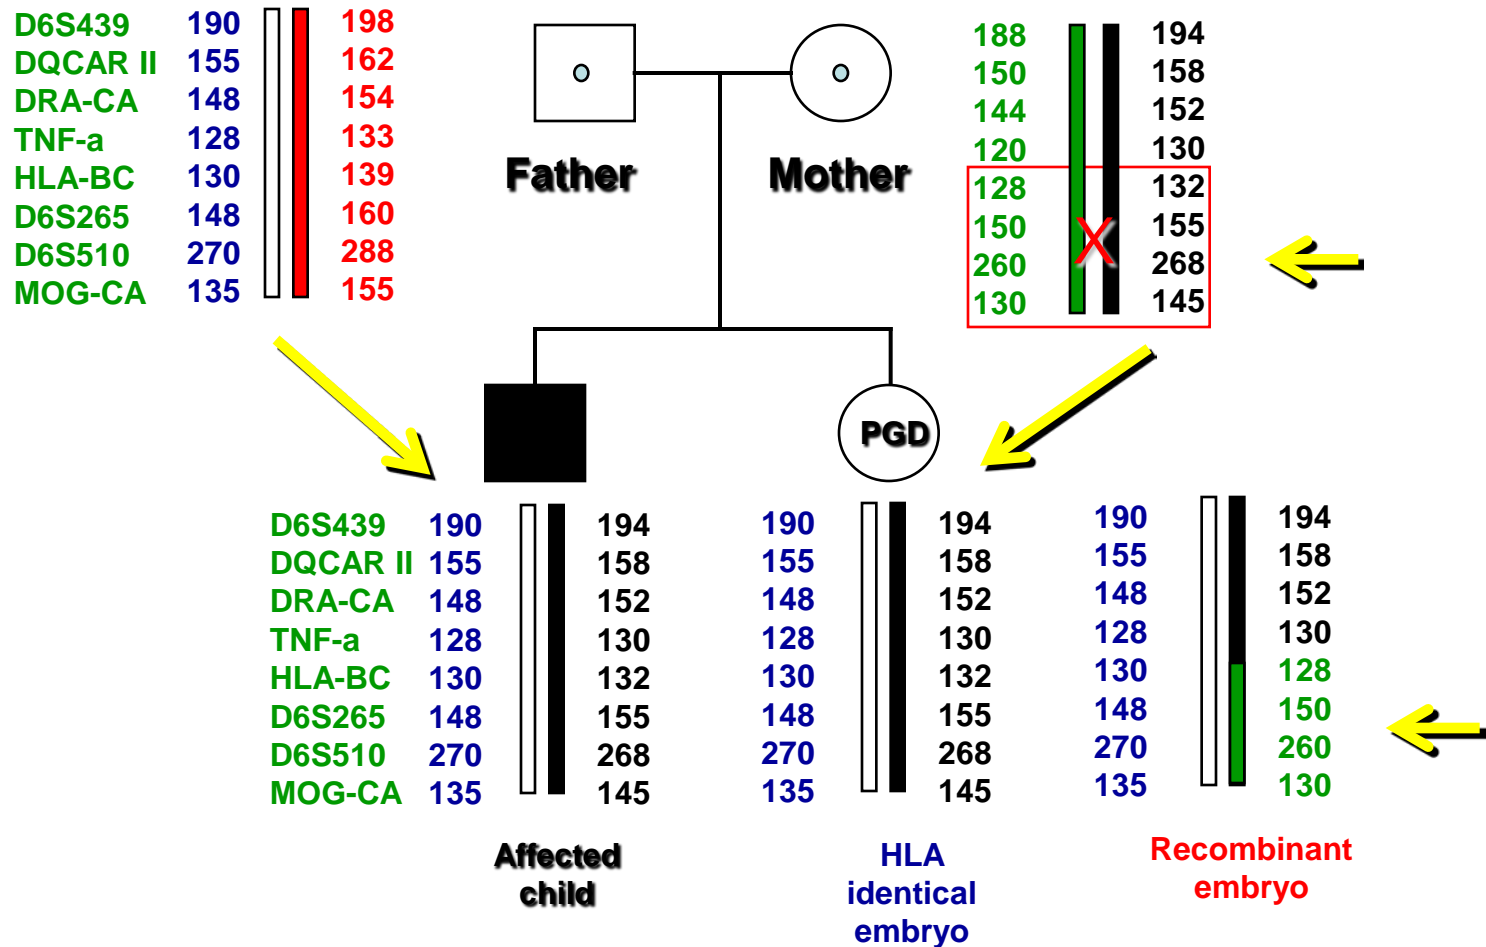 D6S439 190 198 188 194
DQCAR II 155 162 150 158
DRA-CA 148 154 144 152
TNF-a 128 133 120 130
HLA-BC 130 139 Father Mother 128 132
D6S265 148 160 150 X 155
D6S510 270 288 260 268
MOG-CA 135 155 130 145
PGD
D6S439 190 194 190 194 190 194
DQCAR II 155 158 155 158 155 158
DRA-CA 148 152 148 152 148 152
TNF-a 128 130 128 130 128 130
HLA-BC 130 132 130 132 130 128
D6S265 148 155 148 155 148 150
D6S510 270 268 270 268 270 260
MOG-CA 135 145 135 145 135 130
Affected
child
HLA
identical
embryo
Recombinant
embryo